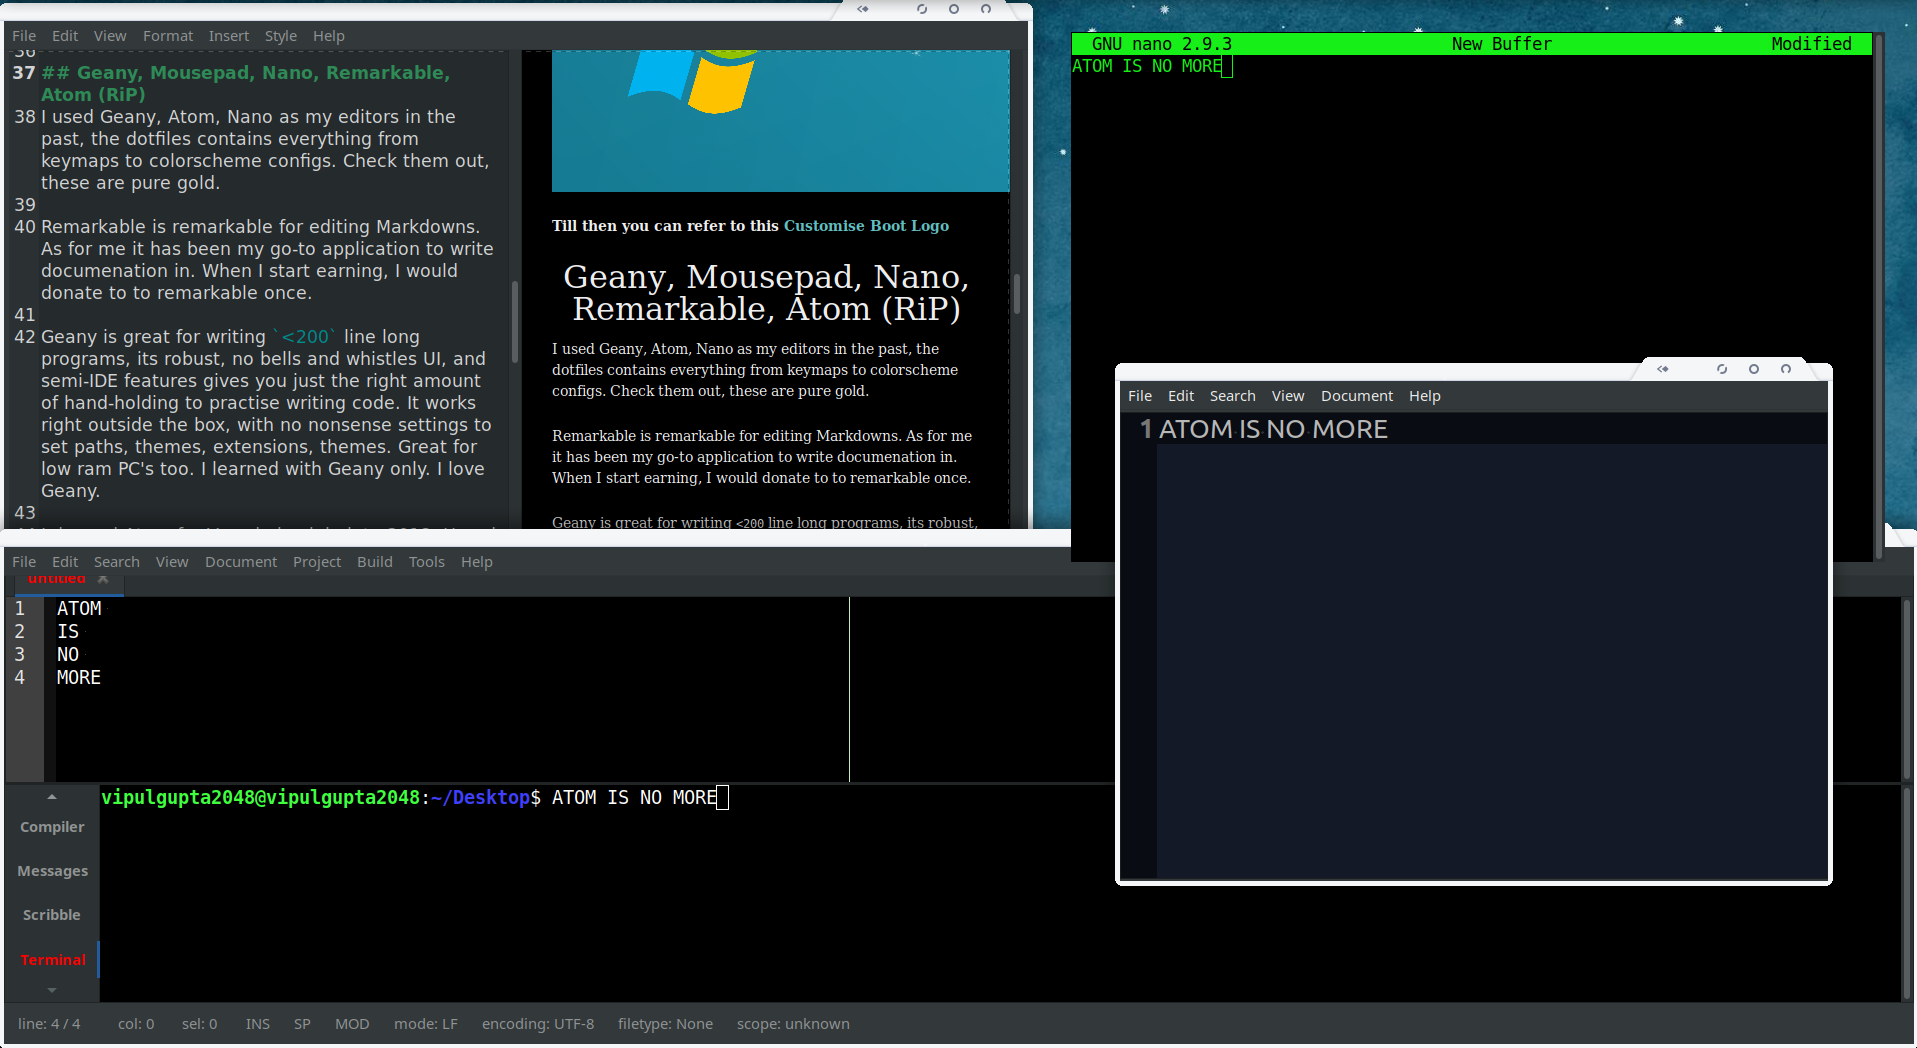 File Edit View Format Insert Style Help
36
37 ## Geany, Mousepad, Nano, Remarkable,
Atom (RiP)
38 I used Geany, Atom, Nano as my editors in the
past, the dotfiles contains everything from
keymaps to colorscheme configs. Check them out,
these are pure gold.
39
40 Remarkable is remarkable for editing Markdowns.
As for me it has been my go-to application to write
documenation in. When I start earning, I would
donate to to remarkable once.
41
42 Geany is great for writing `<200` line long
programs, its robust, no bells and whistles UI, and
semi-IDE features gives you just the right amount
of hand-holding to practise writing code. It works
right outside the box, with no nonsense settings to
set paths, themes, extensions, themes. Great for
low ram PC's too. I learned with Geany only. I love
Geany.
43
Till then you can refer to this Customise Boot Logo
Geany, Mousepad, Nano,
Remarkable, Atom (RiP)
I used Geany, Atom, Nano as my editors in the past, the
dotfiles contains everything from keymaps to colorscheme
configs. Check them out, these are pure gold.
Remarkable is remarkable for editing Markdowns. As for me
it has been my go-to application to write documenation in.
When I start earning, I would donate to to remarkable once.
Geany is great for writing <200 line long programs, its robust,
GNU nano 2.9.3 New Buffer Modified
ATOM IS NO MORE
File Edit Search View Document Help
1 ATOM IS NO MORE
File Edit Search View Document Project Build Tools Help
untitled
1 ATOM
2 IS
3 NO
4 MORE
Compiler
Messages
Scribble
Terminal
vipulgupta2048@vipulgupta2048:~/Desktop$ ATOM IS NO MORE
line: 4 / 4 col: 0 sel: 0 INS SP MOD mode: LF encoding: UTF-8 filetype: None scope: unknown